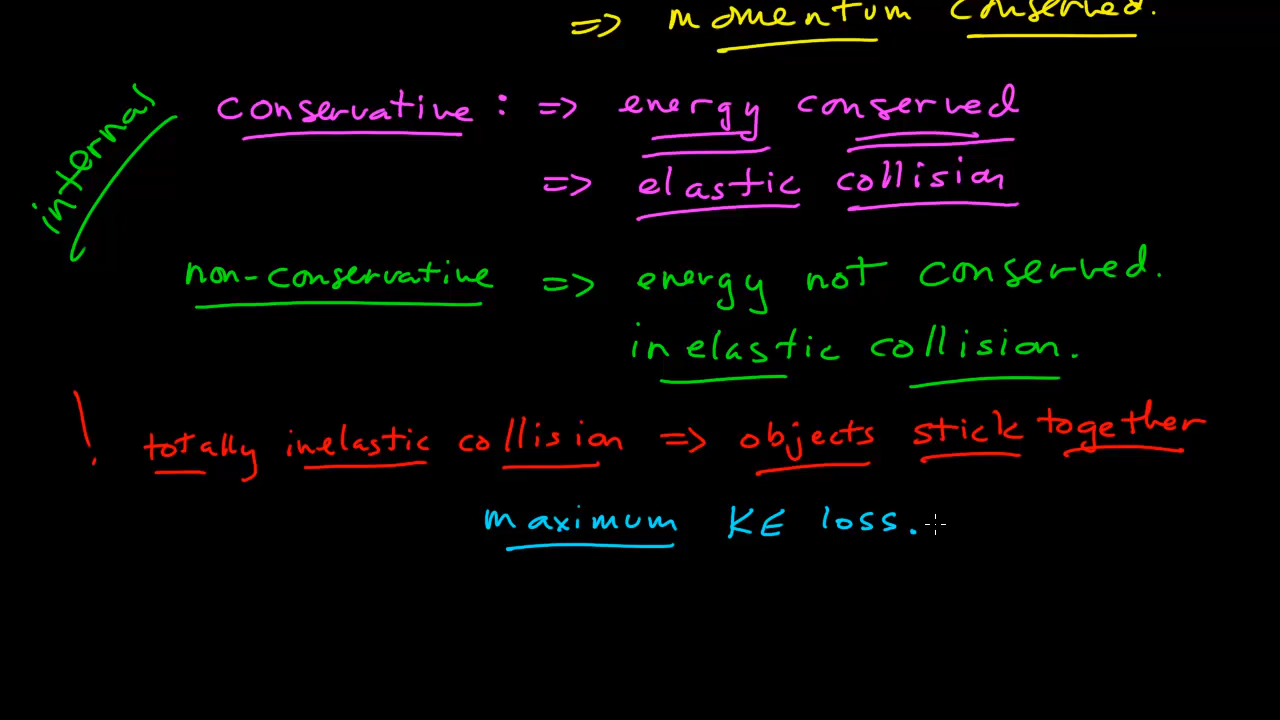 => momentum conserved.
internal
conservative : => energy conserved
=> elastic collision
non-conservative => energy not conserved.
inelastic collision.
! totally inelastic collision => objects stick together
maximum KE loss.